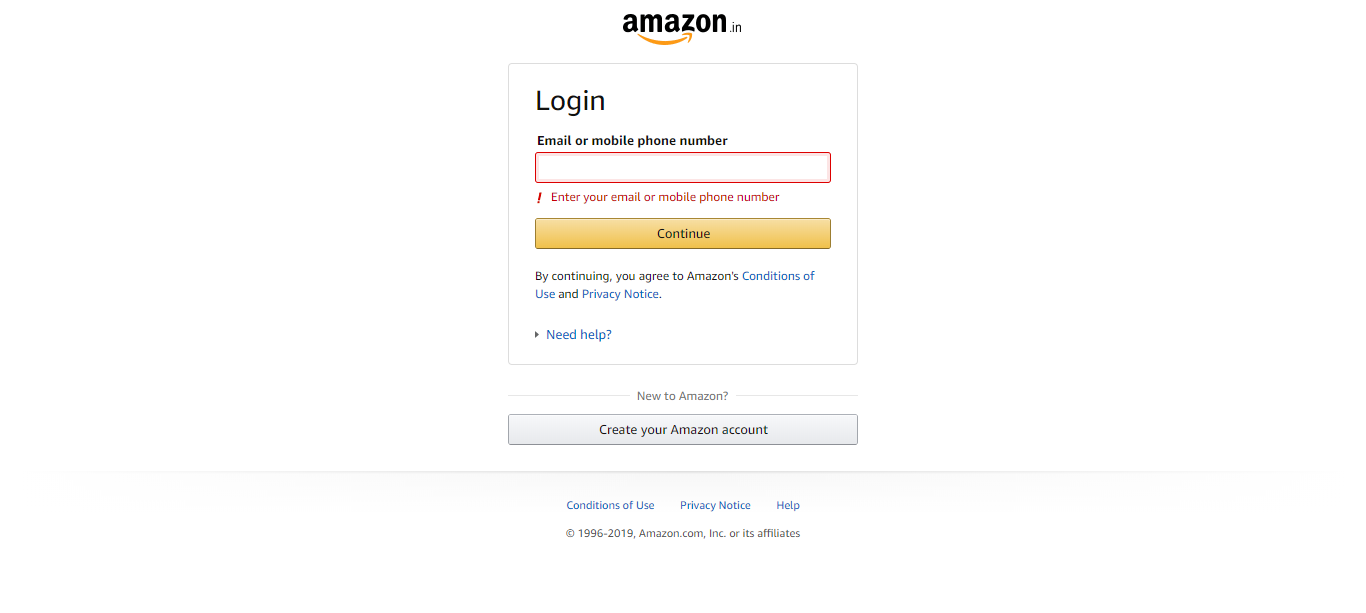 amazon.in
Login
Email or mobile phone number
! Enter your email or mobile phone number
Continue
By continuing, you agree to Amazon's Conditions of
Use and Privacy Notice.
Need help?
New to Amazon?
Create your Amazon account
Conditions of Use Privacy Notice Help
© 1996-2019, Amazon.com, Inc. or its affiliates